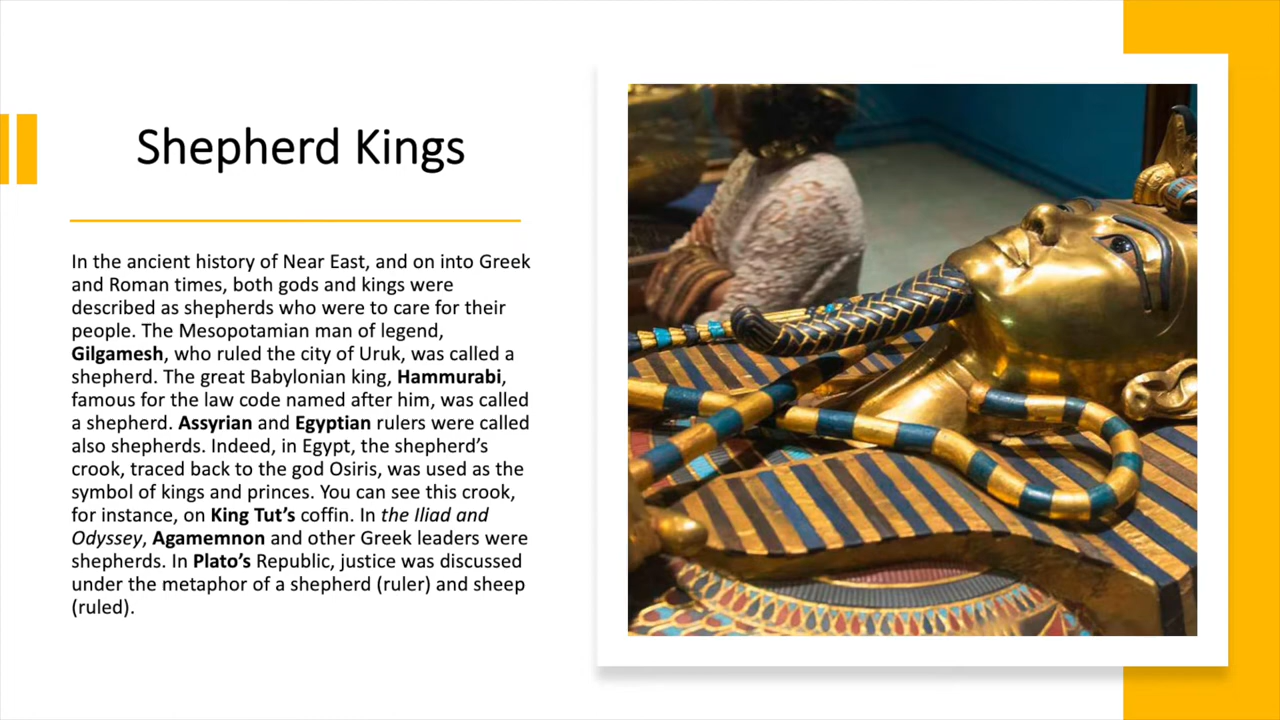 Shepherd Kings
In the ancient history of Near East, and on into Greek
and Roman times, both gods and kings were
described as shepherds who were to care for their
people. The Mesopotamian man of legend,
Gilgamesh, who ruled the city of Uruk, was called a
shepherd. The great Babylonian king, Hammurabi,
famous for the law code named after him, was called
a shepherd. Assyrian and Egyptian rulers were called
also shepherds. Indeed, in Egypt, the shepherd's
crook, traced back to the god Osiris, was used as the
symbol of kings and princes. You can see this crook,
for instance, on King Tut's coffin. In the Iliad and
Odyssey, Agamemnon and other Greek leaders were
shepherds. In Plato's Republic, justice was discussed
under the metaphor of a shepherd (ruler) and sheep
(ruled).